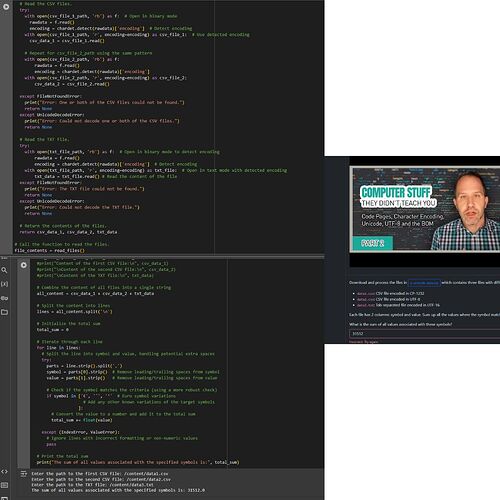 # Read the CSV files.
try:
with open(csv_file_1_path, 'rb') as f:  # Open in binary mode
rawdata = f.read()
encoding = chardet.detect(rawdata)['encoding']  # Detect encoding
with open(csv_file_1_path, 'r', encoding=encoding) as csv_file_1:  # Use detected encoding
csv_data_1 = csv_file_1.read()
# Repeat for csv_file_2_path using the same pattern
with open(csv_file_2_path, 'rb') as f:
rawdata = f.read()
encoding = chardet.detect(rawdata)['encoding']
with open(csv_file_2_path, 'r', encoding=encoding) as csv_file_2:
csv_data_2 = csv_file_2.read()
except FileNotFoundError:
print("Error: One or both of the CSV files could not be found.")
return None
except UnicodeDecodeError:
print("Error: Could not decode one or both of the CSV files.")
return None
# Read the TXT file.
try:
with open(txt_file_path, 'rb') as f:  # Open in binary mode to detect encoding
rawdata = f.read()
encoding = chardet.detect(rawdata)['encoding']  # Detect encoding
with open(txt_file_path, 'r', encoding=encoding) as txt_file:  # Open in text mode with detected encoding
txt_data = txt_file.read() # Read the content of the file
except FileNotFoundError:
print("Error: The TXT file could not be found.")
return None
except UnicodeDecodeError:
print("Error: Could not decode the TXT file.")
return None
# Return the contents of the files.
return csv_data_1, csv_data_2, txt_data
# Call the function to read the files.
file_contents = read_files()
#print("Content of the first CSV file:\n", csv_data_1)
#print("\nContent of the second CSV file:\n", csv_data_2)
#print("\nContent of the TXT file:\n", txt_data)
# Combine the content of all files into a single string
all_content = csv_data_1 + csv_data_2 + txt_data
# Split the content into lines
lines = all_content.split('\n')
# Initialize the total sum
total_sum = 0
# Iterate through each line
for line in lines:
# Split the line into symbol and value, handling potential extra spaces
try:
parts = line.strip().split(',')
symbol = parts[0].strip()  # Remove leading/trailing spaces from symbol
value = parts[1].strip()  # Remove leading/trailing spaces from value
# Check if the symbol matches the criteria (using a more robust check)
if symbol in [  # Euro symbol variations
# Add any other known variations of the target symbols
]:
# Convert the value to a number and add it to the total sum
total_sum += float(value)
except (IndexError, ValueError):
# Ignore lines with incorrect formatting or non-numeric values
pass
# Print the total sum
print("The sum of all values associated with the specified symbols is:", total_sum)
Enter the path to the first CSV file: /content/data1.csv
Enter the path to the second CSV file: /content/data2.csv
Enter the path to the TXT file: /content/data3.txt
The sum of all values associated with the specified symbols is: 31552.0
COMPUTER STUFF
THEY DIDN'T TEACH YOU
Code Pages, Character Encoding,
Unicode, UTF-8 and the BOM
PART 2
Download and process the files in which contains three files with diff
data1.csv: CSV file encoded in CP-1252
data2.csv: CSV file encoded in UTF-8
data3.txt: Tab-separated file encoded in UTF-16
Each file has 2 columns: symbol and value. Sum up all the values where the symbol mat
What is the sum of all values associated with these symbols?
31552
Incorrect. Try again.